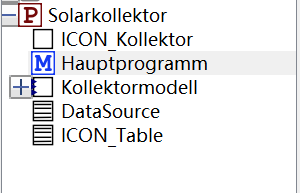 P Solarkollektor
ICON_Kollektor
M Hauptprogramm
Kollektormodell
DataSource
ICON_Table